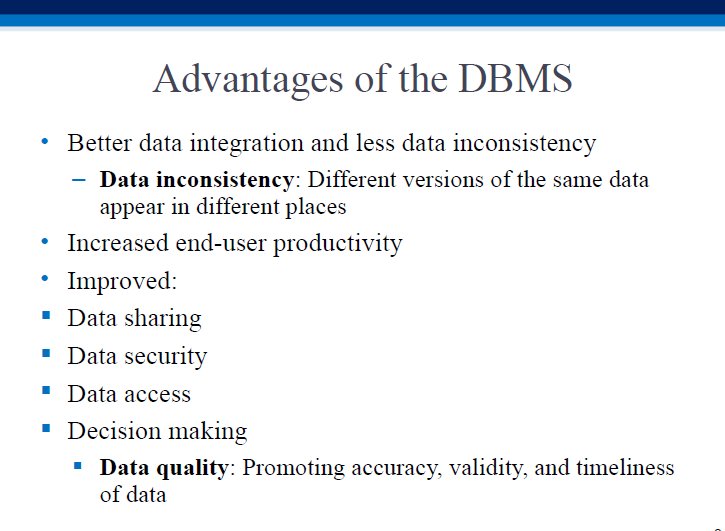 Advantages of the DBMS
• Better data integration and less data inconsistency
– Data inconsistency: Different versions of the same data
appear in different places
• Increased end-user productivity
• Improved:
▪ Data sharing
▪ Data security
▪ Data access
▪ Decision making
▪ Data quality: Promoting accuracy, validity, and timeliness
of data